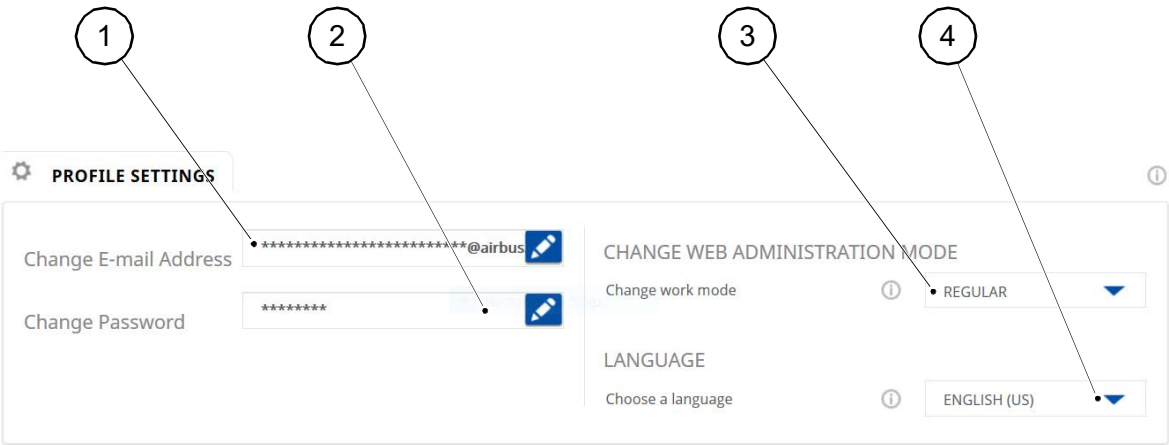 1 2 3 4
PROFILE SETTINGS
Change E-mail Address *************************@airbus.
Change Password ********
CHANGE WEB ADMINISTRATION MODE
Change work mode REGULAR
LANGUAGE
Choose a language ENGLISH (US)